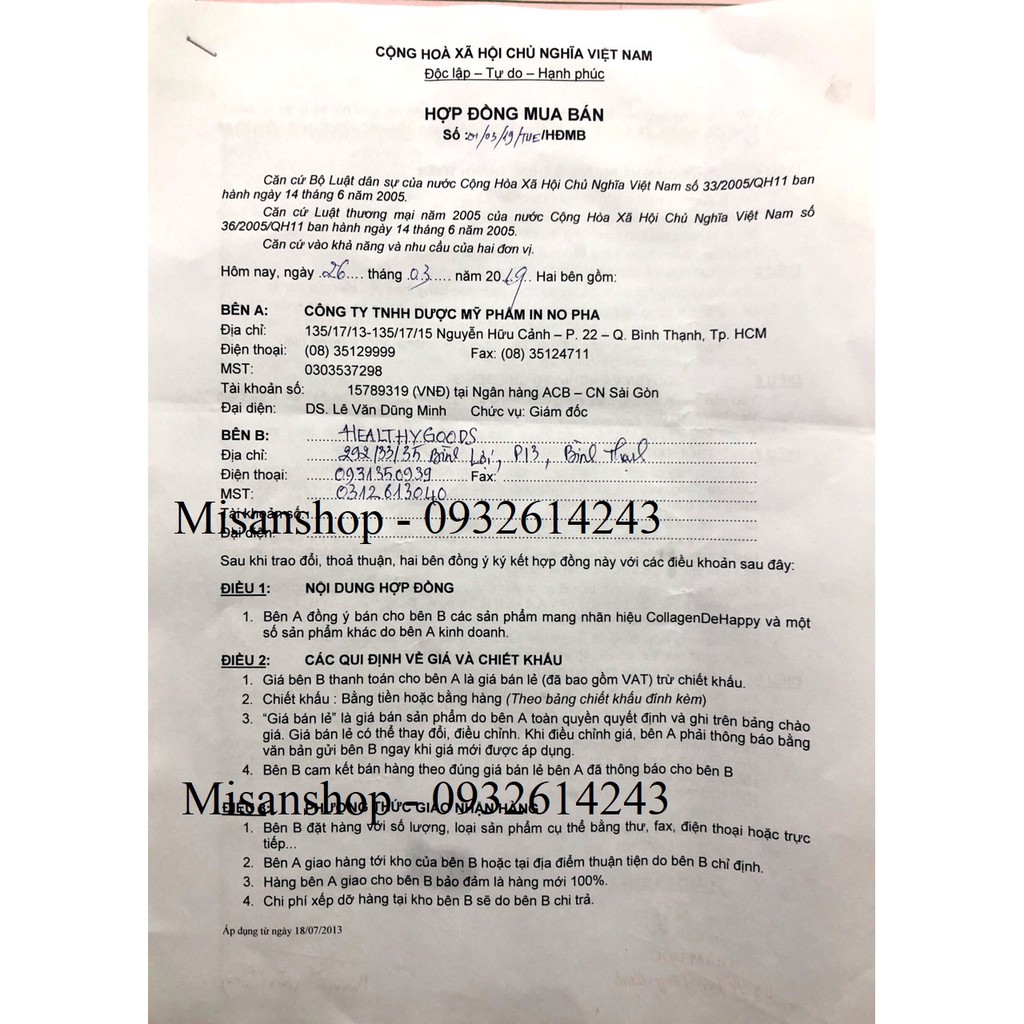 CỘNG HOÀ XÃ HỘI CHỦ NGHĨA VIỆT NAM
Độc lập – Tự do – Hạnh phúc
HỢP ĐỒNG MUA BÁN
Số :01/03/19/TUE/HĐMB
Căn cứ Bộ Luật dân sự của nước Cộng Hòa Xã Hội Chủ Nghĩa Việt Nam số 33/2005/QH11 ban
hành ngày 14 tháng 6 năm 2005.
Căn cứ Luật thương mại năm 2005 của nước Cộng Hòa Xã Hội Chủ Nghĩa Việt Nam số
36/2005/QH11 ban hành ngày 14 tháng 6 năm 2005.
Căn cứ vào khả năng và nhu cầu của hai đơn vị.
Hôm nay, ngày .26.... tháng .03..... năm 2019.. Hai bên gồm:
BÊN A: CÔNG TY TNHH DƯỢC MỸ PHẨM IN NO PHA
Địa chỉ: 135/17/13-135/17/15 Nguyễn Hữu Cảnh – P. 22 – Q. Bình Thạnh, Tp. HCM
Điện thoại: (08) 35129999 Fax: (08) 35124711
MST: 0303537298
Tài khoản số: 15789319 (VNĐ) tại Ngân hàng ACB – CN Sài Gòn
Đại diện: DS. Lê Văn Dũng Minh Chức vụ: Giám đốc
BÊN B: HEALTHYGOODS
Địa chỉ: 292/33/35 Bình Lợi, P13, Bình Thạnh
Điện thoại: 0931350939 Fax:
MST: 0312613040
Tài khoản số:
Misanshop - 0932614243
Đại diện:
Sau khi trao đổi, thoả thuận, hai bên đồng ý ký kết hợp đồng này với các điều khoản sau đây:
ĐIỀU 1: NỘI DUNG HỢP ĐỒNG
1. Bên A đồng ý bán cho bên B các sản phẩm mang nhãn hiệu CollagenDeHappy và một
số sản phẩm khác do bên A kinh doanh.
ĐIỀU 2: CÁC QUI ĐỊNH VỀ GIÁ VÀ CHIẾT KHẤU
1. Giá bên B thanh toán cho bên A là giá bán lẻ (đã bao gồm VAT) trừ chiết khấu.
2. Chiết khấu : Bằng tiền hoặc bằng hàng (Theo bảng chiết khấu đính kèm)
3. “Giá bán lẻ” là giá bán sản phẩm do bên A toàn quyền quyết định và ghi trên bảng chào
giá. Giá bán lẻ có thể thay đổi, điều chỉnh. Khi điều chỉnh giá, bên A phải thông báo bằng
văn bản gửi bên B ngay khi giá mới được áp dụng.
4. Bên B cam kết bán hàng theo đúng giá bán lẻ bên A đã thông báo cho bên B
Misanshop - 0932614243
ĐIỀU 3: PHƯƠNG THỨC GIAO NHẬN HÀNG
1. Bên B đặt hàng với số lượng, loại sản phẩm cụ thể bằng thư, fax, điện thoại hoặc trực
tiếp...
2. Bên A giao hàng tới kho của bên B hoặc tại địa điểm thuận tiện do bên B chỉ định.
3. Hàng bên A giao cho bên B bảo đảm là hàng mới 100%.
4. Chi phí xếp dỡ hàng tại kho bên B sẽ do bên B chi trả.
Áp dụng từ ngày 18/07/2013